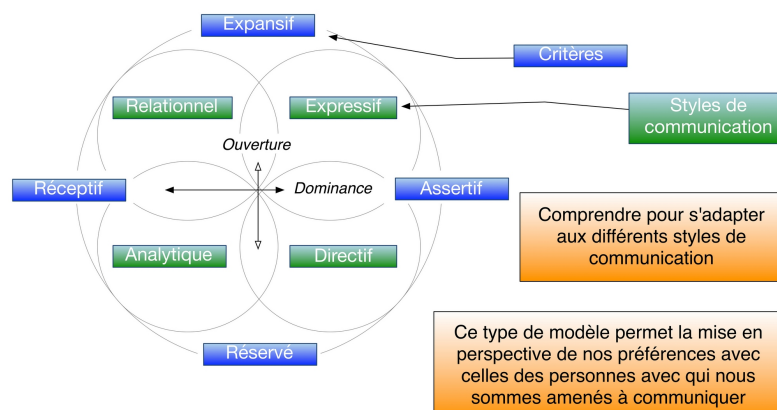 Expansif
Critères
Relationnel
Expressif
Styles de
communication
Ouverture
Réceptif
Dominance
Assertif
Comprendre pour s'adapter
aux différents styles de
communication
Analytique
Directif
Ce type de modèle permet la mise en
perspective de nos préférences avec
celles des personnes avec qui nous
sommes amenés à communiquer
Réservé